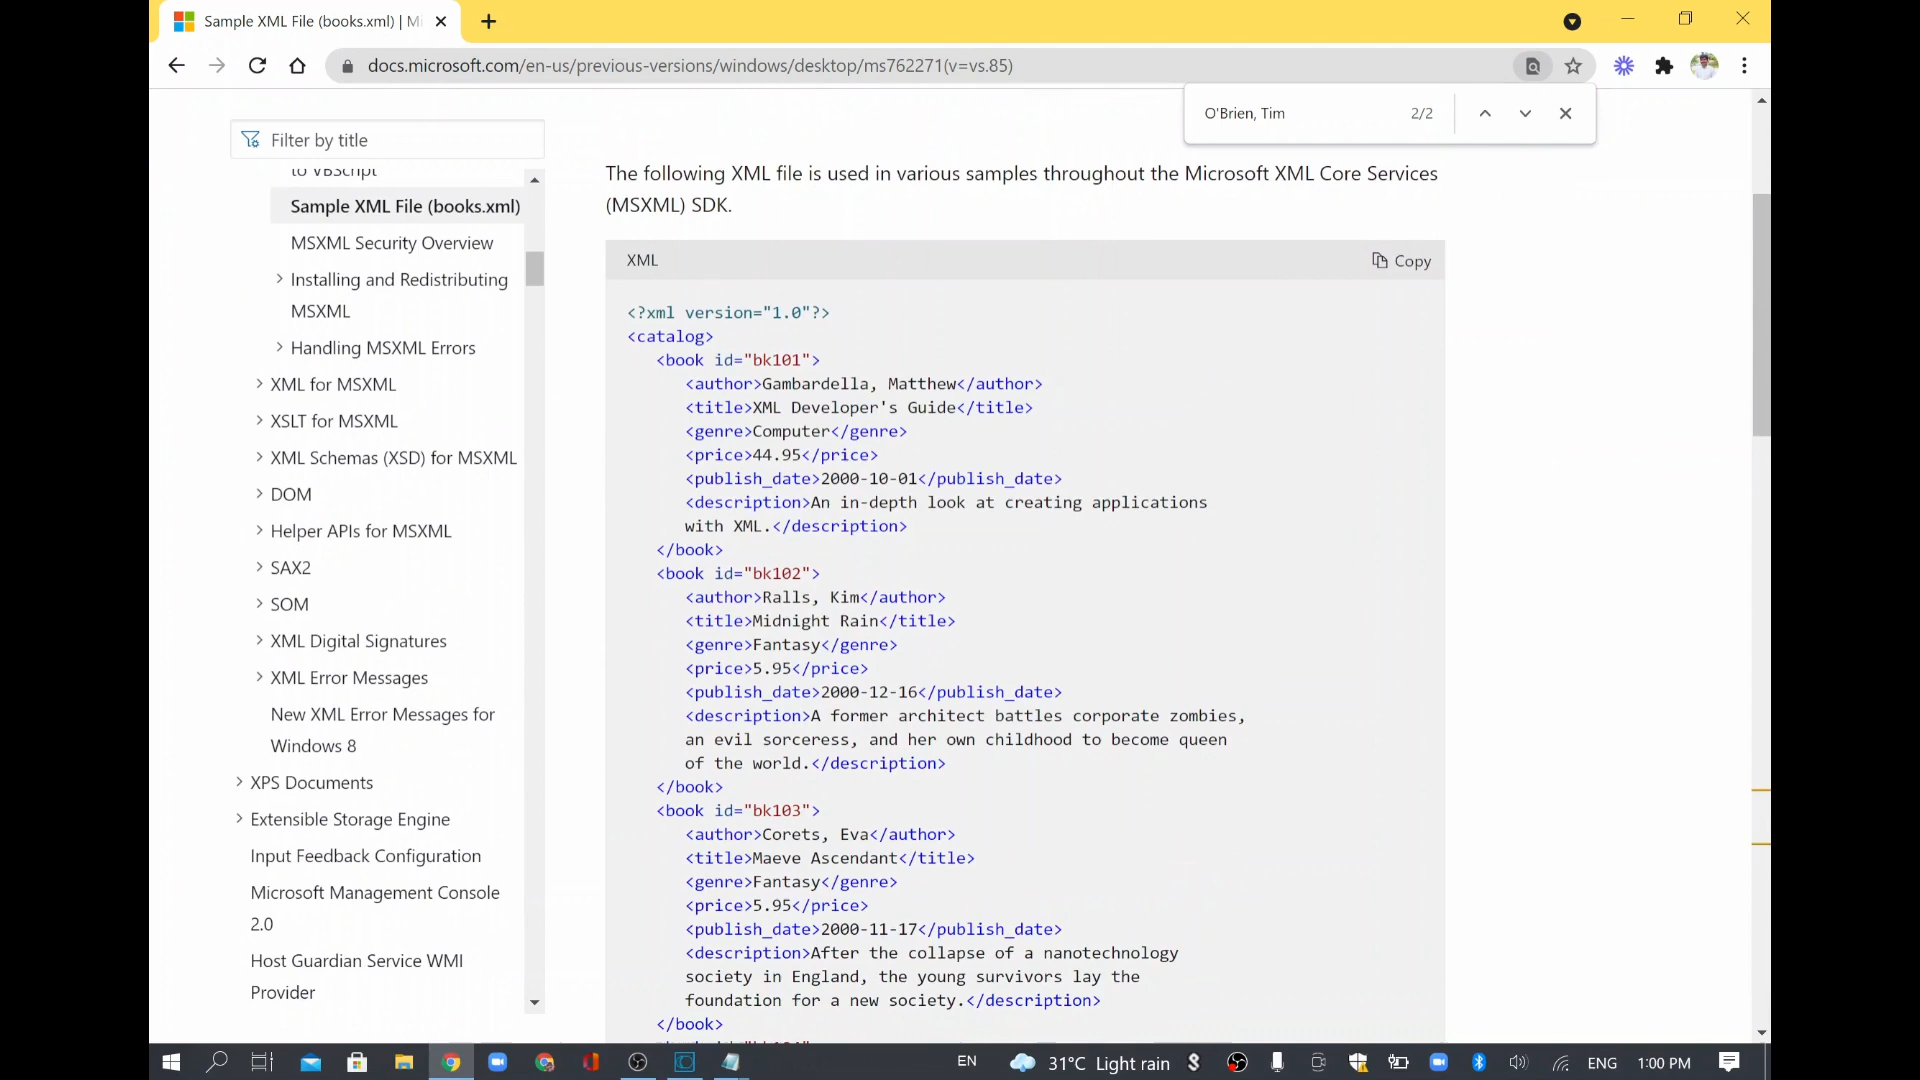 Sample XML File (books.xml) | Mi
docs.microsoft.com/en-us/previous-versions/windows/desktop/ms762271(v=vs.85)
O'Brien, Tim 2/2
Filter by title
to VBScript
Sample XML File (books.xml)
MSXML Security Overview
Installing and Redistributing
MSXML
Handling MSXML Errors
XML for MSXML
XSLT for MSXML
XML Schemas (XSD) for MSXML
DOM
Helper APIs for MSXML
SAX2
SOM
XML Digital Signatures
XML Error Messages
New XML Error Messages for
Windows 8
XPS Documents
Extensible Storage Engine
Input Feedback Configuration
Microsoft Management Console
2.0
Host Guardian Service WMI
Provider
The following XML file is used in various samples throughout the Microsoft XML Core Services
(MSXML) SDK.
XML Copy
<?xml version="1.0"?>
<catalog>
<book id="bk101">
<author>Gambardella, Matthew</author>
<title>XML Developer's Guide</title>
<genre>Computer</genre>
<price>44.95</price>
<publish_date>2000-10-01</publish_date>
<description>An in-depth look at creating applications
with XML.</description>
</book>
<book id="bk102">
<author>Ralls, Kim</author>
<title>Midnight Rain</title>
<genre>Fantasy</genre>
<price>5.95</price>
<publish_date>2000-12-16</publish_date>
<description>A former architect battles corporate zombies,
an evil sorceress, and her own childhood to become queen
of the world.</description>
</book>
<book id="bk103">
<author>Corets, Eva</author>
<title>Maeve Ascendant</title>
<genre>Fantasy</genre>
<price>5.95</price>
<publish_date>2000-11-17</publish_date>
<description>After the collapse of a nanotechnology
society in England, the young survivors lay the
foundation for a new society.</description>
</book>
EN 31°C Light rain ENG 1:00 PM